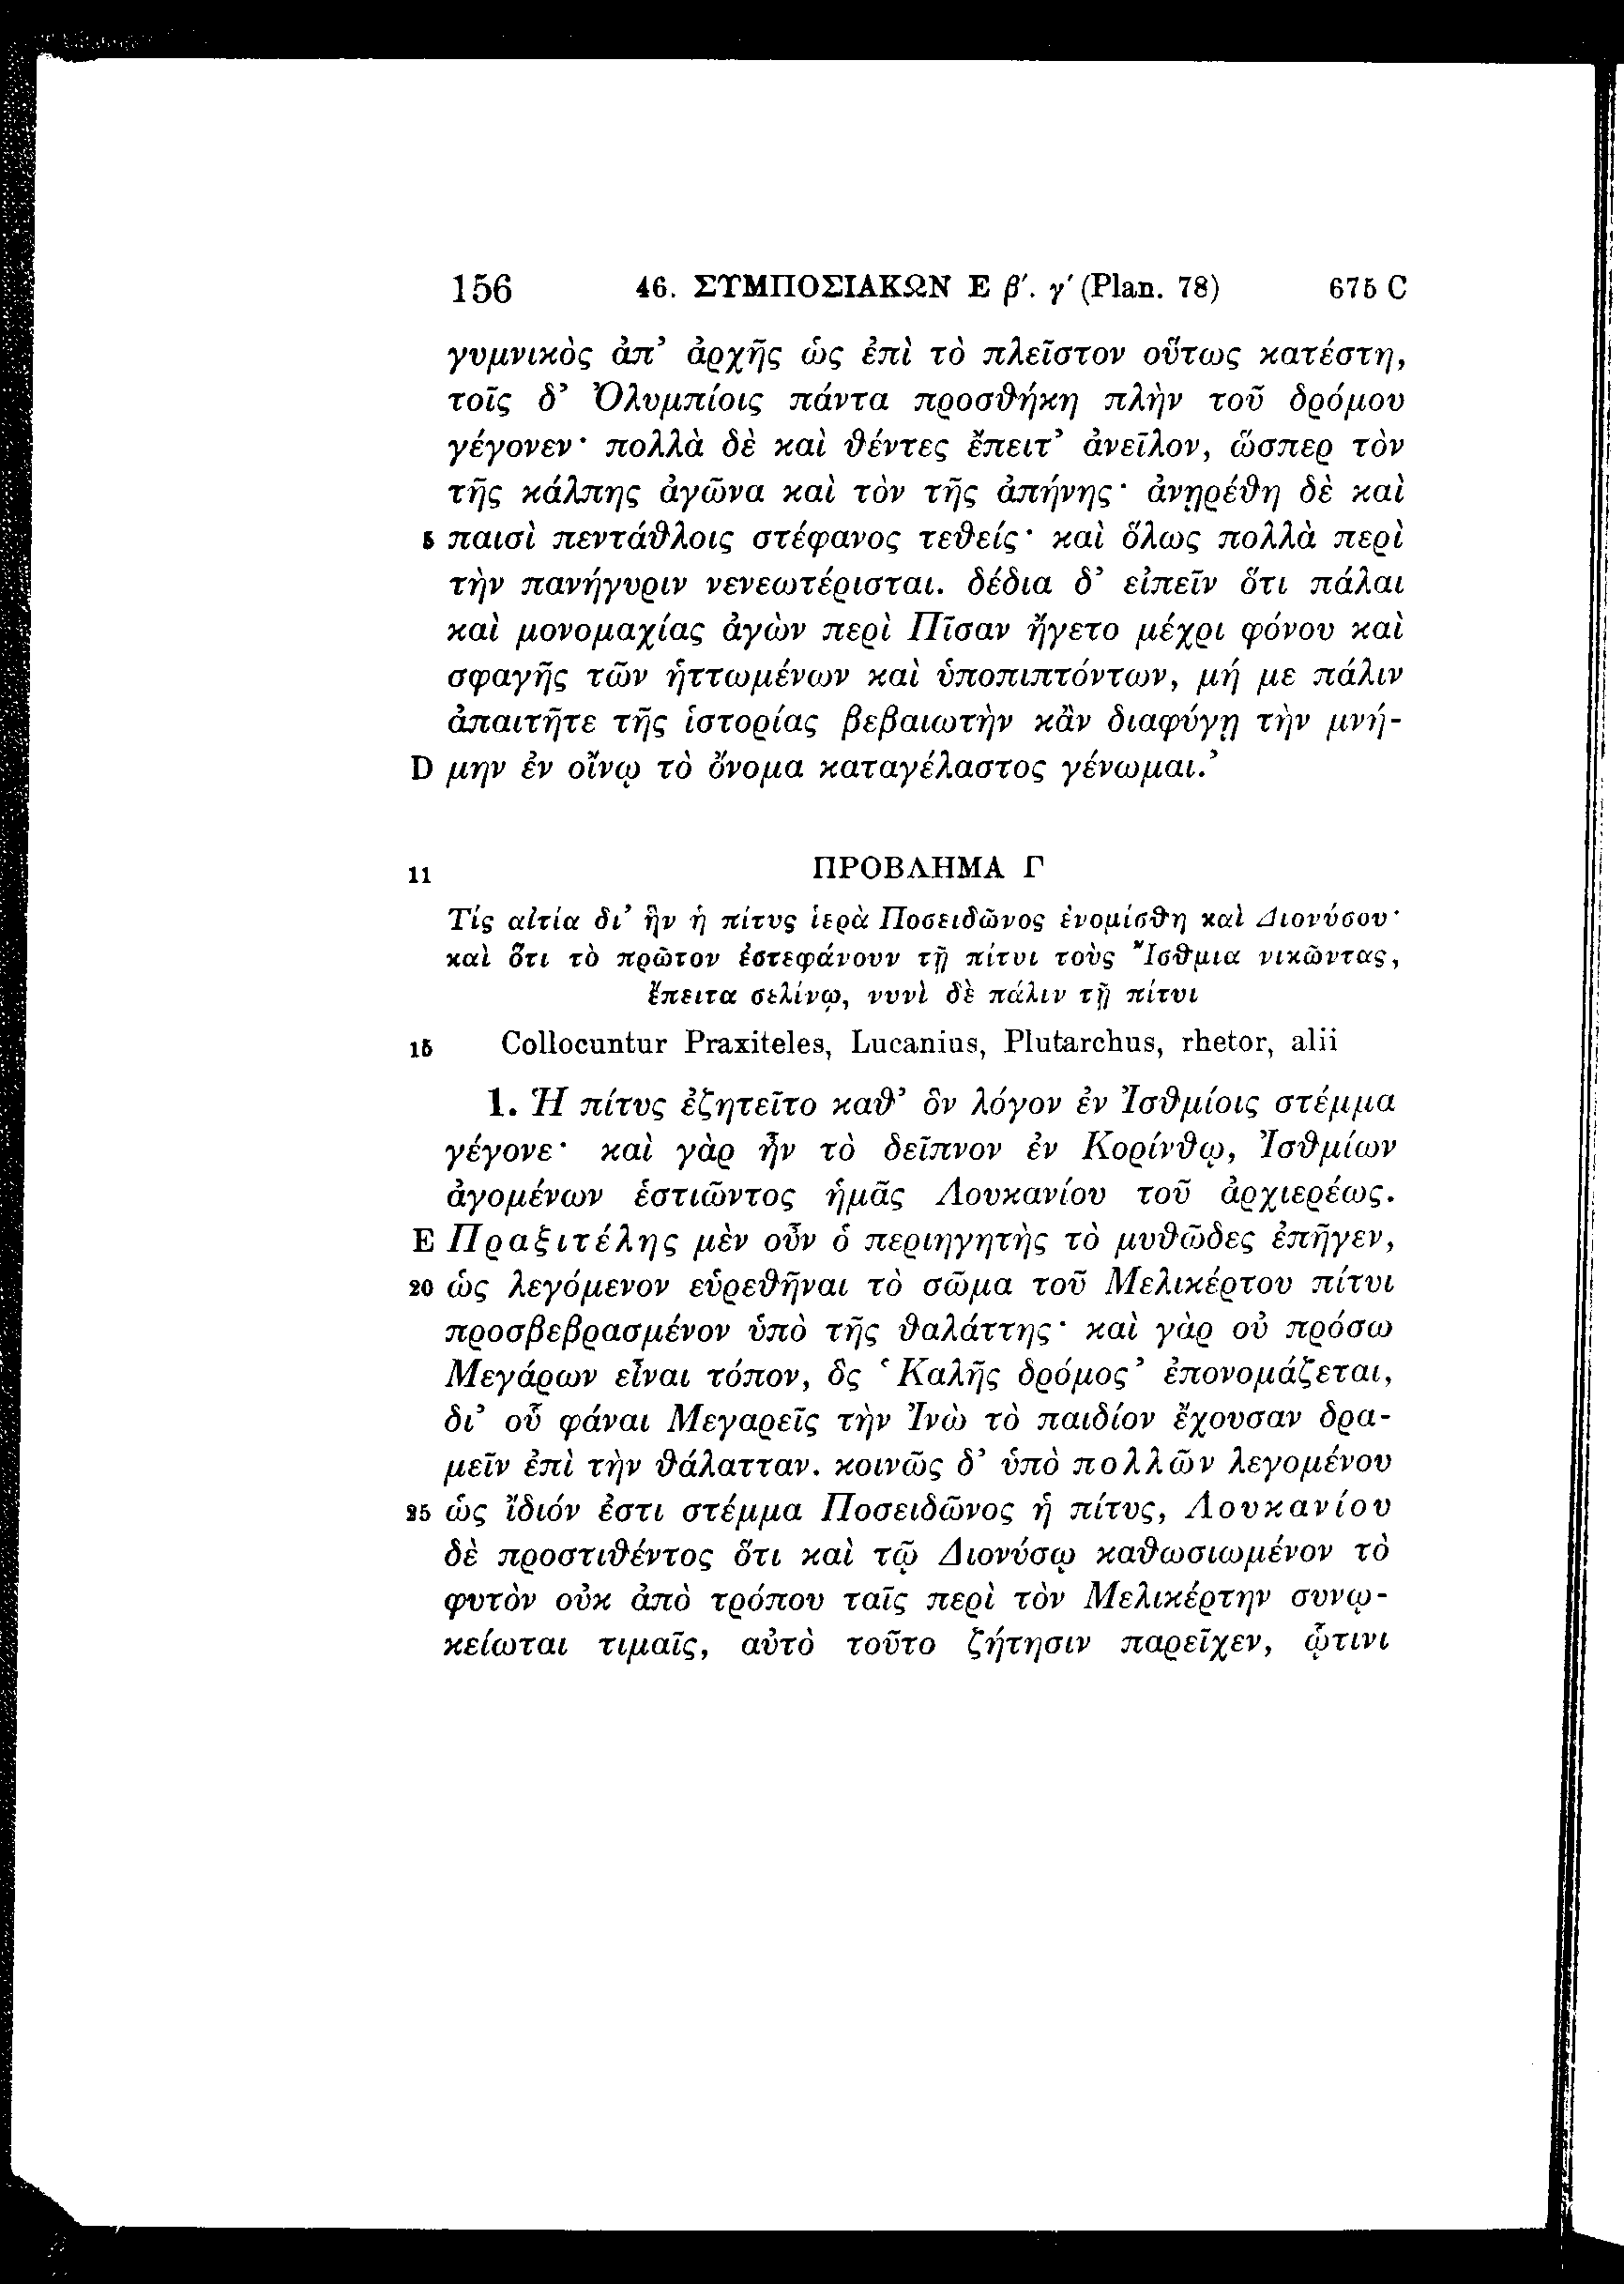 156 46. ΣΥΜΠΟΣΙΑΚΩΝ Ε β′. γ′ (Plan. 78) 675 C
γυμνικὸς ἀπ’ ἀρχῆς ὡς ἐπὶ τὸ πλεῖστον οὕτως κατέστη,
τοῖς δ’ Ὀλυμπίοις πάντα προσθήκη πλὴν τοῦ δρόμου
γέγονεν· πολλὰ δὲ καὶ θέντες ἔπειτ’ ἀνεῖλον, ὥσπερ τὸν
τῆς κάλπης ἀγῶνα καὶ τὸν τῆς ἀπήνης· ἀνῃρέθη δὲ καὶ
5 παισὶ πεντάθλοις στέφανος τεθείς· καὶ ὅλως πολλὰ περὶ
τὴν πανήγυριν νενεωτέρισται. δέδια δ’ εἰπεῖν ὅτι πάλαι
καὶ μονομαχίας ἀγὼν περὶ Πῖσαν ἤγετο μέχρι φόνου καὶ
σφαγῆς τῶν ἡττωμένων καὶ ὑποπιπτόντων, μή με πάλιν
ἀπαιτῆτε τῆς ἱστορίας βεβαιωτὴν κἂν διαφύγῃ τὴν μνή-
D μην ἐν οἴνῳ τὸ ὄνομα καταγέλαστος γένωμαι.’
11 ΠΡΟΒΛΗΜΑ Γ
Τίς αἰτία δι’ ἣν ἡ πίτυς ἱερὰ Ποσειδῶνος ἐνομίσθη καὶ Διονύσου·
καὶ ὅτι τὸ πρῶτον ἐστεφάνουν τῇ πίτυι τοὺς Ἴσθμια νικῶντας,
ἔπειτα σελίνῳ, νυνὶ δὲ πάλιν τῇ πίτυι
15 Collocuntur Praxiteles, Lucanius, Plutarchus, rhetor, alii
1. Ἡ πίτυς ἐζητεῖτο καθ’ ὃν λόγον ἐν Ἰσθμίοις στέμμα
γέγονε· καὶ γὰρ ἦν τὸ δεῖπνον ἐν Κορίνθῳ, Ἰσθμίων
ἀγομένων ἑστιῶντος ἡμᾶς Λουκανίου τοῦ ἀρχιερέως.
E Πραξιτέλης μὲν οὖν ὁ περιηγητὴς τὸ μυθῶδες ἐπῆγεν,
20 ὡς λεγόμενον εὑρεθῆναι τὸ σῶμα τοῦ Μελικέρτου πίτυι
προσβεβρασμένον ὑπὸ τῆς θαλάττης· καὶ γὰρ οὐ πρόσω
Μεγάρων εἶναι τόπον, ὃς ‘Καλῆς δρόμος’ ἐπονομάζεται,
δι’ οὗ φάναι Μεγαρεῖς τὴν Ἰνὼ τὸ παιδίον ἔχουσαν δρα-
μεῖν ἐπὶ τὴν θάλατταν. κοινῶς δ’ ὑπὸ πολλῶν λεγομένου
25 ὡς ἴδιόν ἐστι στέμμα Ποσειδῶνος ἡ πίτυς, Λουκανίου
δὲ προστιθέντος ὅτι καὶ τῷ Διονύσῳ καθωσιωμένον τὸ
φυτὸν οὐκ ἀπὸ τρόπου ταῖς περὶ τὸν Μελικέρτην συνῳ-
κείωται τιμαῖς, αὐτὸ τοῦτο ζήτησιν παρεῖχεν, ᾧτινι